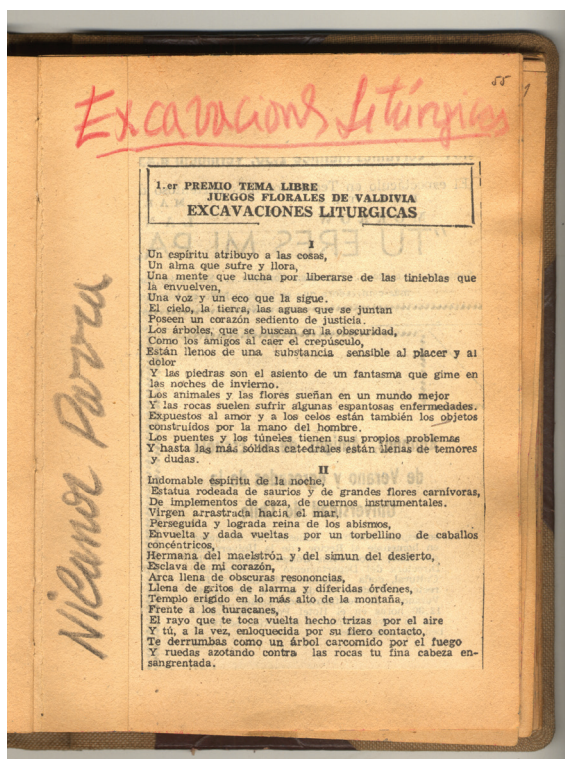 55
Excavaciones Litúrgicas
1.er PREMIO TEMA LIBRE
JUEGOS FLORALES DE VALDIVIA
EXCAVACIONES LITURGICAS
I
Un espíritu atribuyo a las cosas,
Un alma que sufre y llora,
Una mente que lucha por liberarse de las tinieblas que
la envuelven,
Una voz y un eco que la sigue.
El cielo, la tierra, las aguas que se juntan
Poseen un corazón sediento de justicia.
Los árboles, que se buscan en la obscuridad,
Como los amigos al caer el crepúsculo,
Están llenos de una substancia sensible al placer y al
dolor
Y las piedras son el asiento de un fantasma que gime en
las noches de invierno.
Los animales y las flores sueñan en un mundo mejor
Y las rocas suelen sufrir algunas espantosas enfermedades.
Expuestos al amor y a los celos están también los objetos
construídos por la mano del hombre.
Los puentes y los túneles tienen sus propios problemas
Y hasta las más sólidas catedrales están llenas de temores
y dudas.
II
Indomable espíritu de la noche,
Estatua rodeada de saurios y de grandes flores carnívoras,
De implementos de caza, de cuernos instrumentales.
Virgen arrastrada hacia el mar,
Perseguida y lograda reina de los abismos,
Envuelta y dada vueltas por un torbellino de caballos
concéntricos,
Hermana del maelstrón y del simun del desierto,
Esclava de mi corazón,
Arca llena de obscuras resononcias,
Llena de gritos de alarma y diferidas órdenes,
Templo erigido en lo más alto de la montaña,
Frente a los huracanes,
El rayo que te toca vuelta hecho trizas por el aire
Y tú, a la vez, enloquecida por su fiero contacto,
Te derrumbas como un árbol carcomido por el fuego
Y ruedas azotando contra las rocas tu fina cabeza en-
sangrentada.
Nicanor Parra